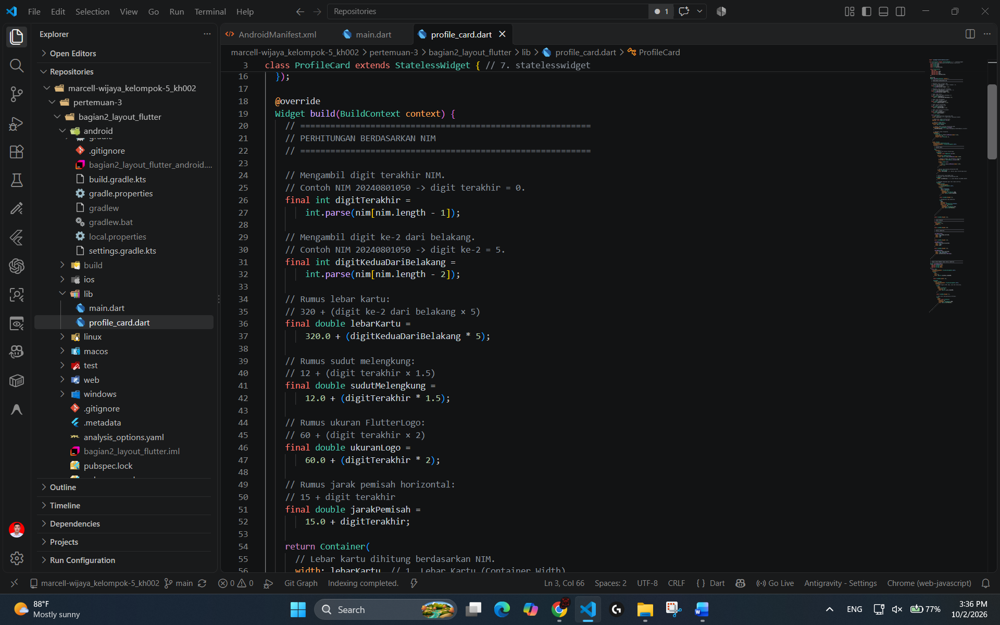 File Edit Selection View Go Run Terminal Help
Repositories
1
Explorer
Open Editors
Repositories
marcell-wijaya_kelompok-5_kh002
pertemuan-3
bagian2_layout_flutter
android
gradle
.gitignore
bagian2_layout_flutter_android....
build.gradle.kts
gradle.properties
gradlew
gradlew.bat
local.properties
settings.gradle.kts
build
ios
lib
main.dart
profile_card.dart
linux
macos
test
web
windows
.gitignore
.metadata
analysis_options.yaml
bagian2_layout_flutter.iml
pubspec.lock
Outline
Timeline
Dependencies
Projects
Run Configuration
AndroidManifest.xml main.dart profile_card.dart
marcell-wijaya_kelompok-5_kh002 > pertemuan-3 > bagian2_layout_flutter > lib > profile_card.dart > ProfileCard
3 class ProfileCard extends StatelessWidget { // 7. statelesswidget
16 });
17
18 @override
19 Widget build(BuildContext context) {
20 // ==========================================================
21 // PERHITUNGAN BERDASARKAN NIM
22 // ==========================================================
23
24 // Mengambil digit terakhir NIM.
25 // Contoh NIM 20240801050 -> digit terakhir = 0.
26 final int digitTerakhir =
27 int.parse(nim[nim.length - 1]);
28
29 // Mengambil digit ke-2 dari belakang.
30 // Contoh NIM 20240801050 -> digit ke-2 = 5.
31 final int digitKeduaDariBelakang =
32 int.parse(nim[nim.length - 2]);
33
34 // Rumus lebar kartu:
35 // 320 + (digit ke-2 dari belakang × 5)
36 final double lebarKartu =
37 320.0 + (digitKeduaDariBelakang * 5);
38
39 // Rumus sudut melengkung:
40 // 12 + (digit terakhir × 1.5)
41 final double sudutMelengkung =
42 12.0 + (digitTerakhir * 1.5);
43
44 // Rumus ukuran FlutterLogo:
45 // 60 + (digit terakhir × 2)
46 final double ukuranLogo =
47 60.0 + (digitTerakhir * 2);
48
49 // Rumus jarak pemisah horizontal:
50 // 15 + digit terakhir
51 final double jarakPemisah =
52 15.0 + digitTerakhir;
53
54 return Container(
55 // Lebar kartu dihitung berdasarkan NIM.
56 width: lebarKartu, // 1. Lebar Kartu (Container Width)
marcell-wijaya_kelompok-5_kh002 main 0 0 Git Graph Indexing completed. Ln 3, Col 66 Spaces: 2 UTF-8 CRLF { } Dart Go Live Antigravity - Settings Chrome (web-javascript)
88°F
Mostly sunny
Search
ENG
77%
3:36 PM
10/2/2026